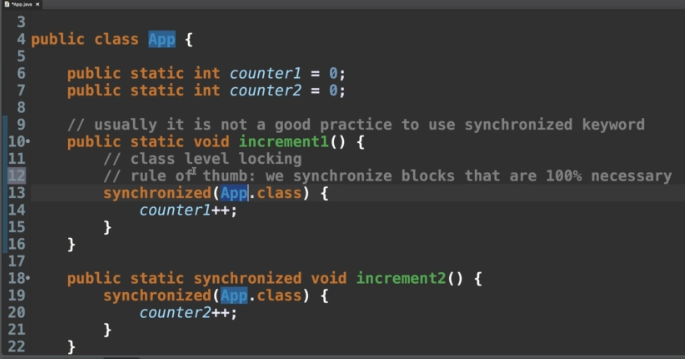 *App.java
3
4 public class App {
5
6 public static int counter1 = 0;
7 public static int counter2 = 0;
8
9 // usually it is not a good practice to use synchronized keyword
10 public static void increment1() {
11 // class level locking
12 // rule of thumb: we synchronize blocks that are 100% necessary
13 synchronized(App.class) {
14 counter1++;
15 }
16 }
17
18 public static synchronized void increment2() {
19 synchronized(App.class) {
20 counter2++;
21 }
22 }